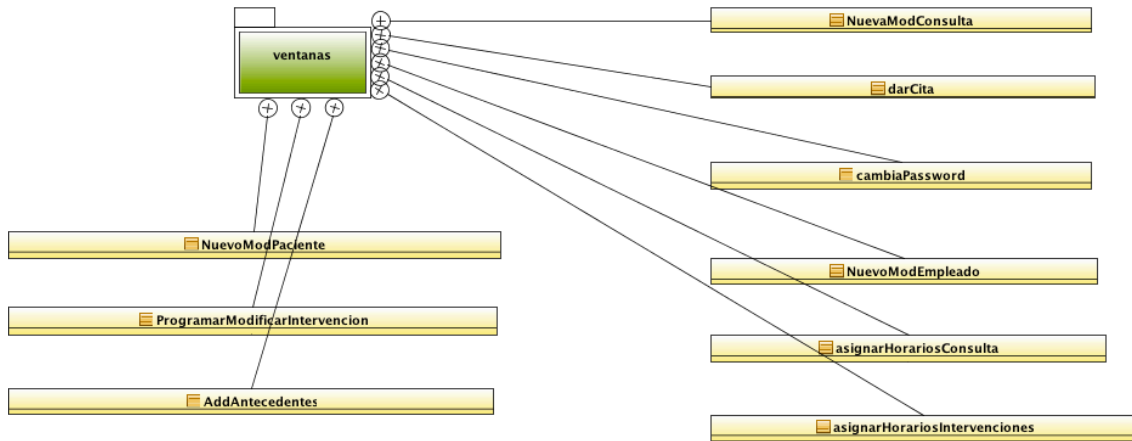 NuevaModConsulta
ventanas
darCita
cambiaPassword
NuevoModPaciente
NuevoModEmpleado
ProgramarModificarIntervencion
asignarHorariosConsulta
AddAntecedentes
asignarHorariosIntervenciones